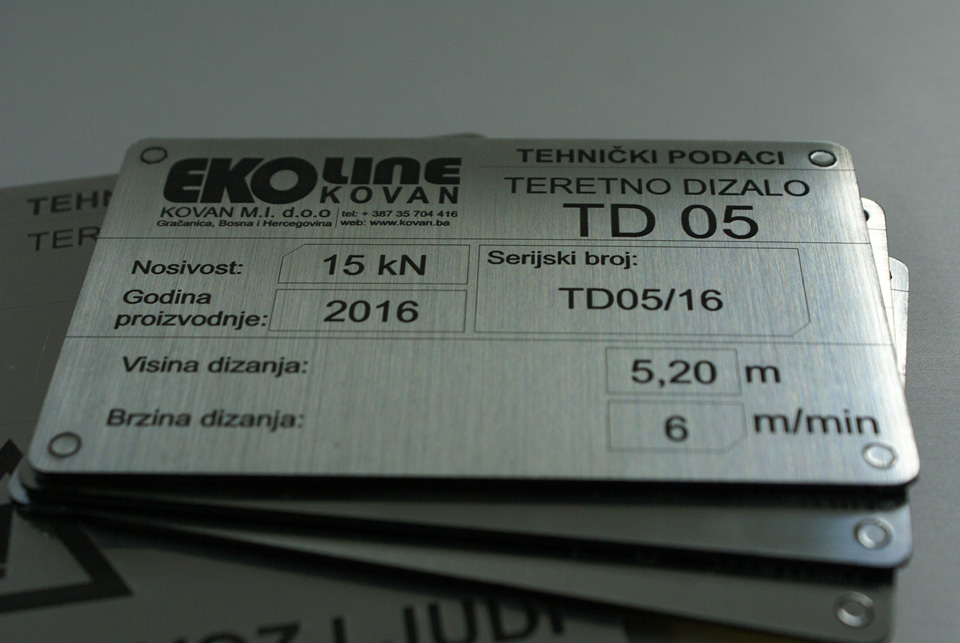 EKOLINE
KOVAN
KOVAN M.I. d.o.o
tel: + 387 35 704 416
Gračanica, Bosna i Hercegovina
web: www.kovan.ba
TEHNIČKI PODACI
TERETNO DIZALO
TD 05
Nosivost: 15 kN
Godina
proizvodnje: 2016
Serijski broj:
TD05/16
Visina dizanja: 5,20 m
Brzina dizanja: 6 m/min
TEHN
TER
VOZ LJUDI